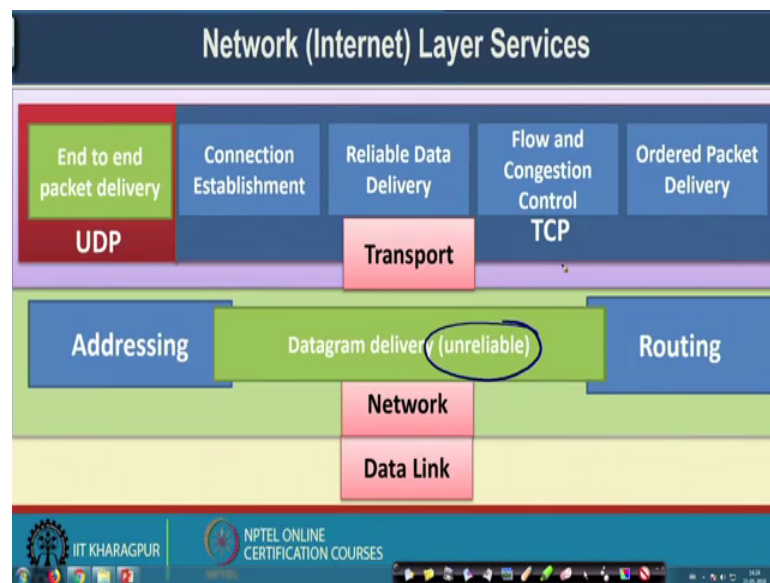 Network (Internet) Layer Services
End to end
packet delivery
UDP
Connection
Establishment
Reliable Data
Delivery
Flow and
Congestion
Control
TCP
Ordered Packet
Delivery
Transport
Addressing
Datagram delivery (unreliable)
Routing
Network
Data Link
IIT KHARAGPUR
NPTEL ONLINE
CERTIFICATION COURSES